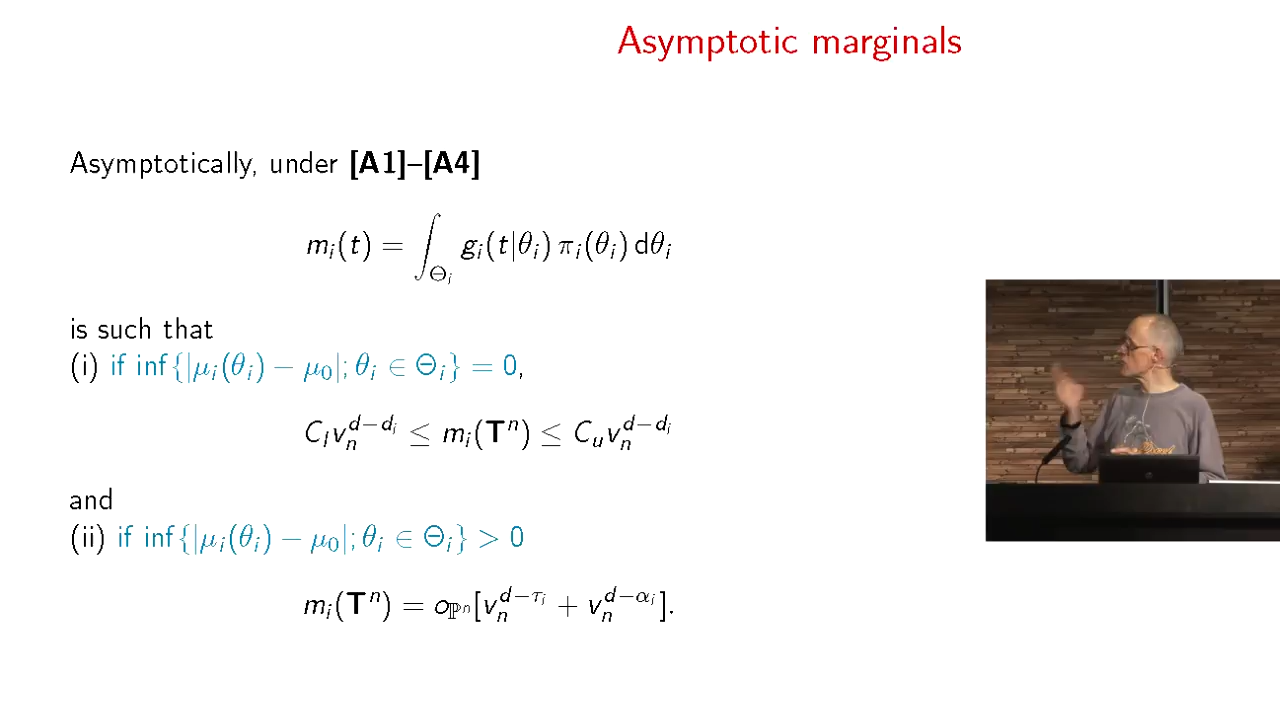 Asymptotic marginals
Asymptotically, under [A1]–[A4]
m_i(t) = ∫_{Θ_i} g_i(t|θ_i) π_i(θ_i) dθ_i
is such that
(i) if inf{|μ_i(θ_i) − μ_0|; θ_i ∈ Θ_i} = 0,
C_l v_n^{d−d_i} ≤ m_i(T^n) ≤ C_u v_n^{d−d_i}
and
(ii) if inf{|μ_i(θ_i) − μ_0|; θ_i ∈ Θ_i} > 0
m_i(T^n) = o_{ℙ^n}[v_n^{d−τ_i} + v_n^{d−α_i}].